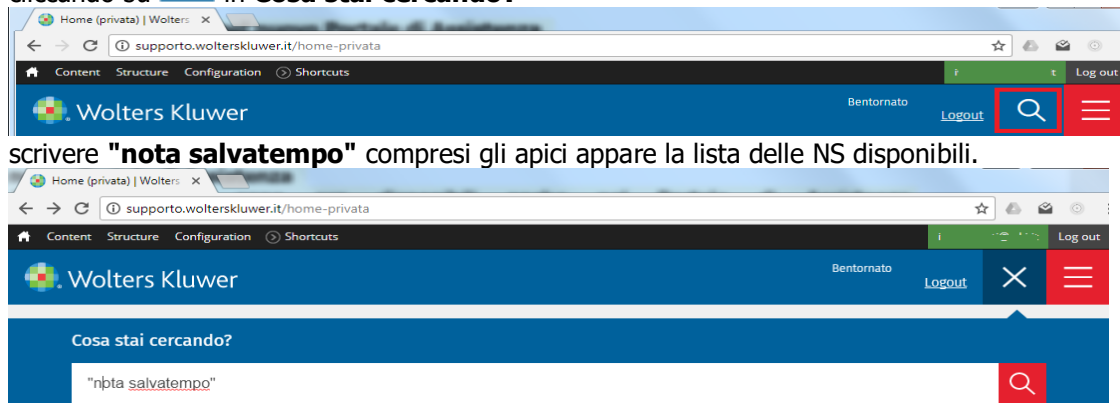 cliccando su in Cosa stai cercando?
Home (privata) | Wolters
supporto.wolterskluwer.it/home-privata
Content Structure Configuration Shortcuts Log out
Bentornato
Wolters Kluwer Logout
scrivere "nota salvatempo" compresi gli apici appare la lista delle NS disponibili.
Home (privata) | Wolters
supporto.wolterskluwer.it/home-privata
Content Structure Configuration Shortcuts Log out
Bentornato
Wolters Kluwer Logout
Cosa stai cercando?
"nota salvatempo"